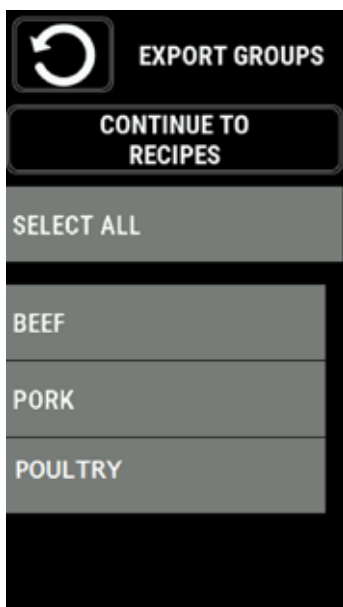 EXPORT GROUPS
CONTINUE TO
RECIPES
SELECT ALL
BEEF
PORK
POULTRY